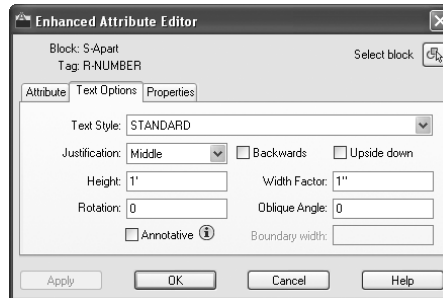 Enhanced Attribute Editor
Block: S-Apart
Tag: R-NUMBER
Select block
Attribute Text Options Properties
Text Style: STANDARD
Justification: Middle Backwards Upside down
Height: 1' Width Factor: 1"
Rotation: 0 Oblique Angle: 0
Annotative Boundary width:
Apply OK Cancel Help